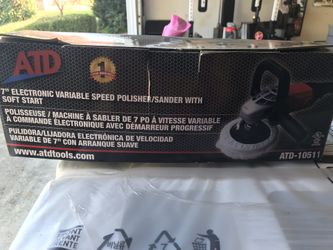 ATD
1
7" ELECTRONIC VARIABLE SPEED POLISHER/SANDER WITH
SOFT START
POLISSEUSE / MACHINE À SABLER DE 7 PO À VITESSE VARIABLE
À COMMANDE ÉLECTRONIQUE AVEC DÉMARREUR PROGRESSIF
PULIDORA/LIJADORA ELECTRÓNICA DE VELOCIDAD
VARIABLE DE 7" CON ARRANQUE SUAVE
www.atdtools.com
ATD-10511